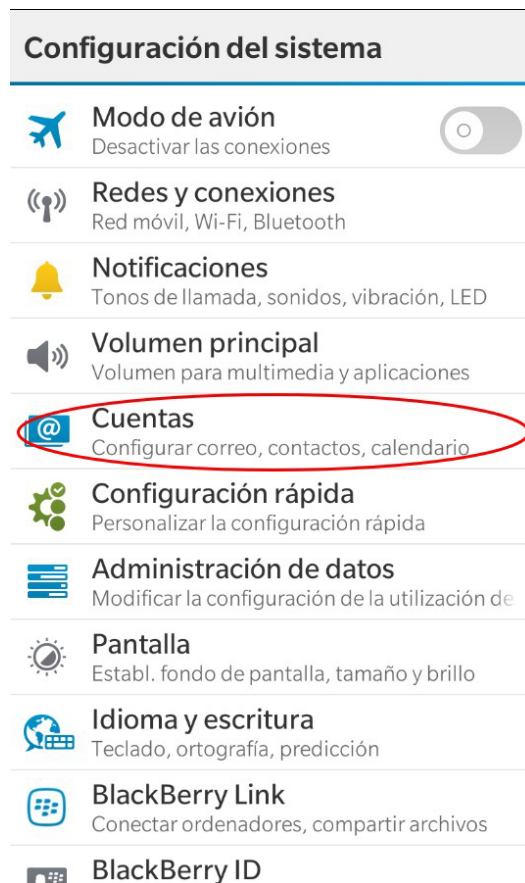 Configuración del sistema
Modo de avión
Desactivar las conexiones
Redes y conexiones
Red móvil, Wi-Fi, Bluetooth
Notificaciones
Tonos de llamada, sonidos, vibración, LED
Volumen principal
Volumen para multimedia y aplicaciones
@
Cuentas
Configurar correo, contactos, calendario
Configuración rápida
Personalizar la configuración rápida
Administración de datos
Modificar la configuración de la utilización de
Pantalla
Establ. fondo de pantalla, tamaño y brillo
Idioma y escritura
Teclado, ortografía, predicción
BlackBerry Link
Conectar ordenadores, compartir archivos
BlackBerry ID